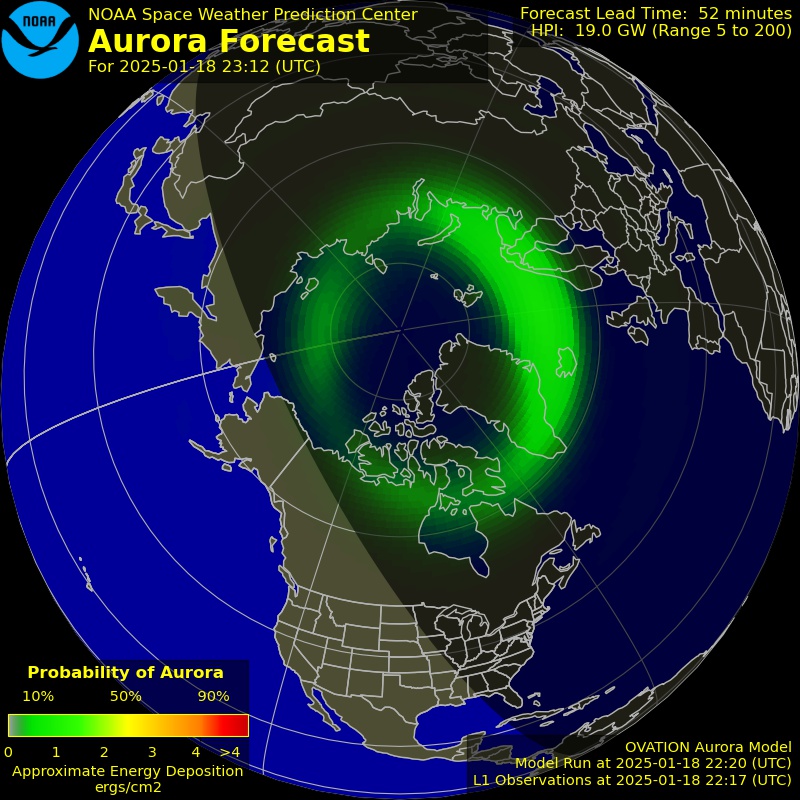 NOAA
NOAA Space Weather Prediction Center
Aurora Forecast
For 2025-01-18 23:12 (UTC)
Forecast Lead Time: 52 minutes
HPI: 19.0 GW (Range 5 to 200)
Probability of Aurora
10% 50% 90%
0 1 2 3 4 >4
Approximate Energy Deposition
ergs/cm2
OVATION Aurora Model
Model Run at 2025-01-18 22:20 (UTC)
L1 Observations at 2025-01-18 22:17 (UTC)